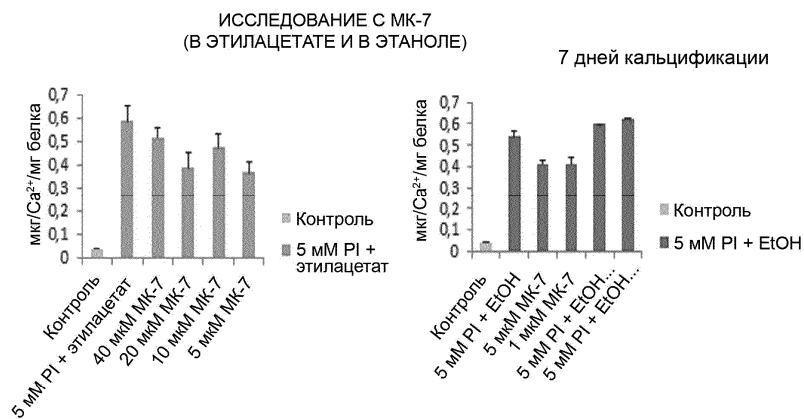 ИССЛЕДОВАНИЕ С МК-7
(В ЭТИЛАЦЕТАТЕ И В ЭТАНОЛЕ)
7 дней кальцификации
мкг/Ca²⁺/мг белка
0,7
0,6
0,5
0,4
0,3
0,2
0,1
0
Контроль
5 мМ PI + этилацетат
40 мкМ МК-7
20 мкМ МК-7
10 мкМ МК-7
5 мкМ МК-7
Контроль
5 мМ PI +
этилацетат
мкг/Ca²⁺/мг белка
0,7
0,6
0,5
0,4
0,3
0,2
0,1
0
Контроль
5 мМ PI + EtOH
5 мкМ МК-7
1 мкМ МК-7
5 мМ PI + EtOH...
5 мМ PI + EtOH...
Контроль
5 мМ PI + EtOH